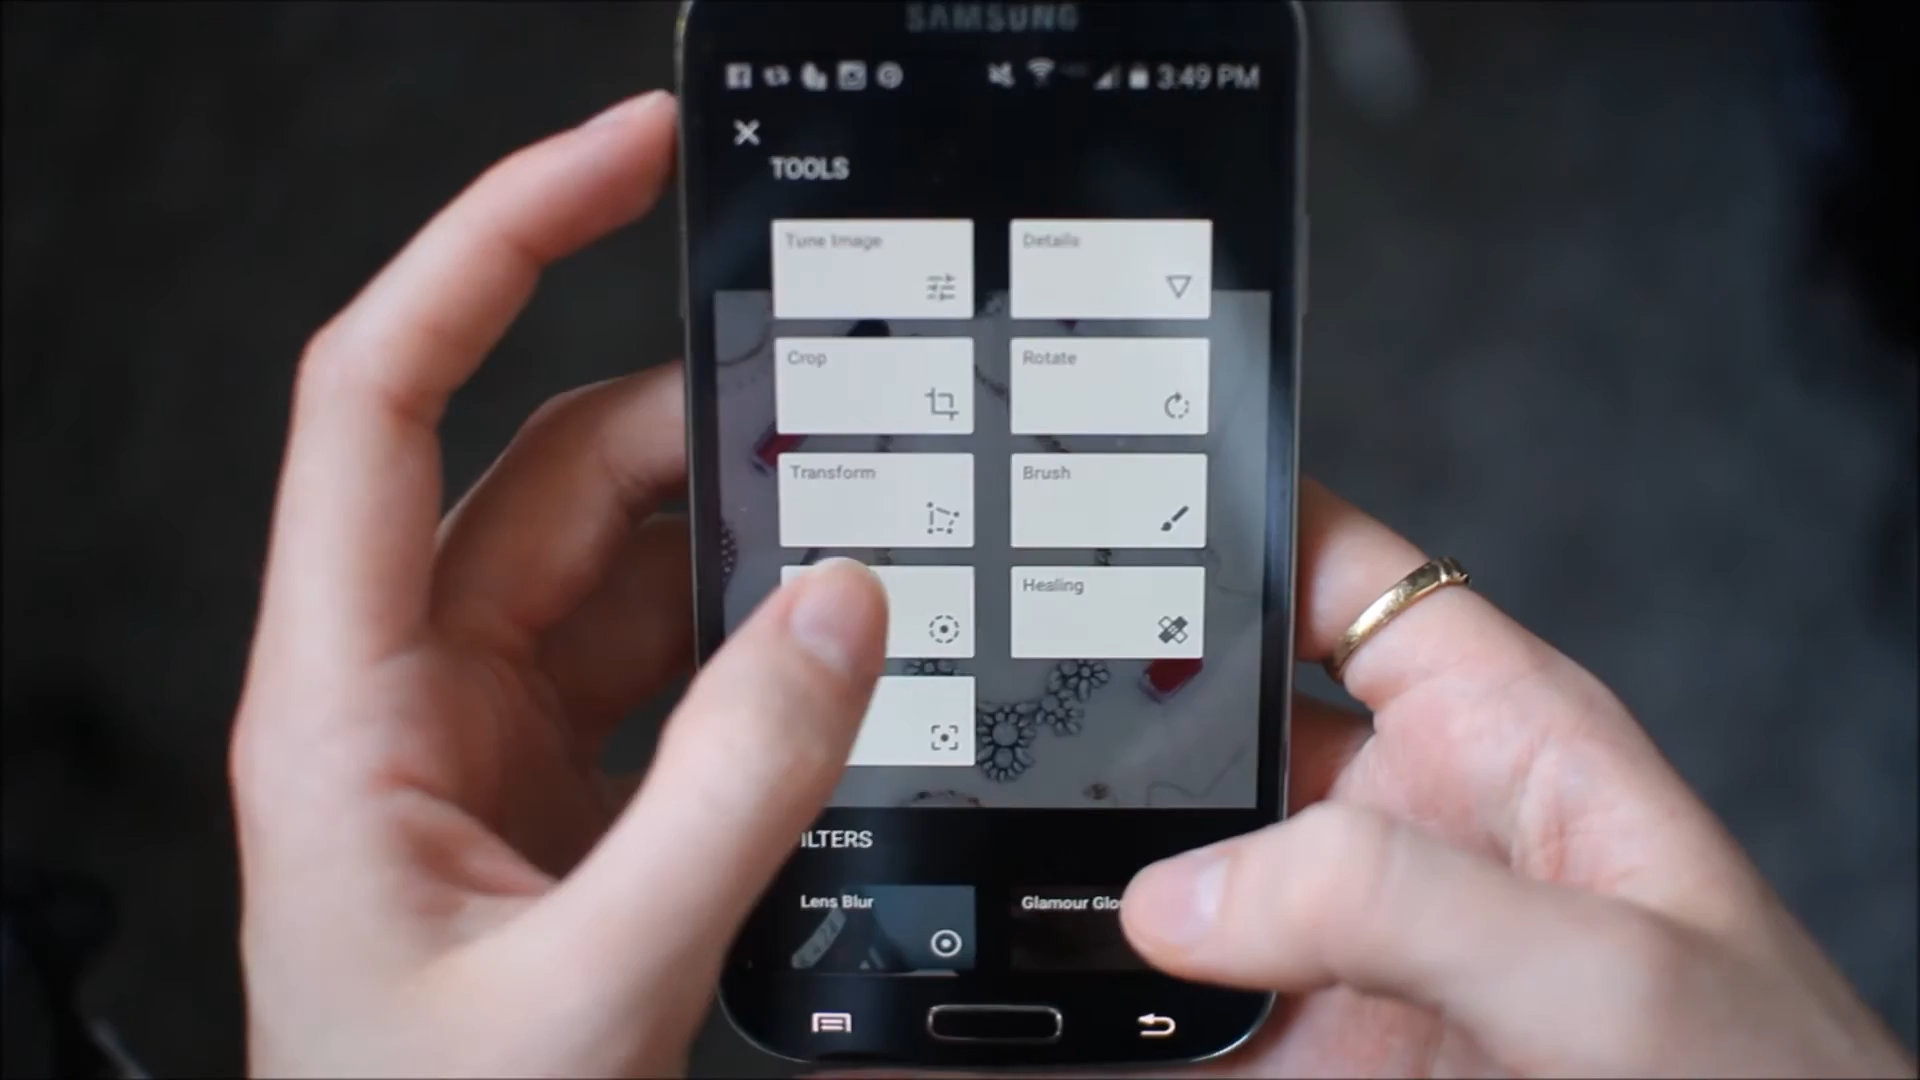 SAMSUNG
3:49 PM
TOOLS
Tune Image
Details
Crop
Rotate
Transform
Brush
Healing
ILTERS
Lens Blur
Glamour Glo